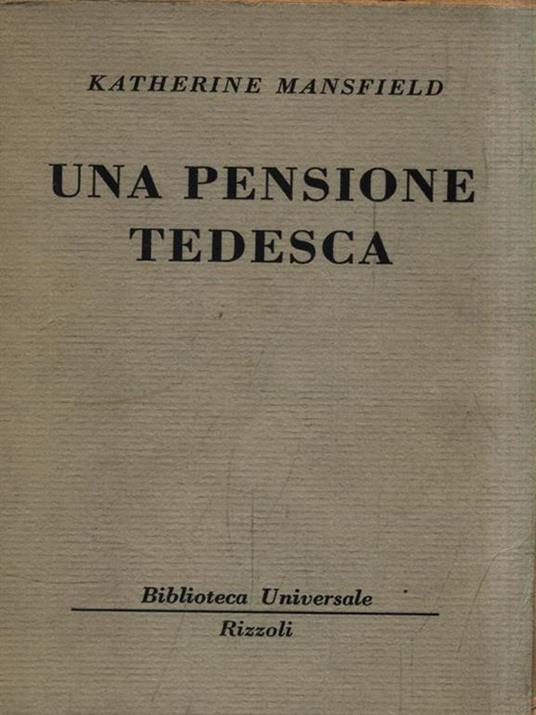 KATHERINE MANSFIELD
UNA PENSIONE
TEDESCA
Biblioteca Universale
Rizzoli